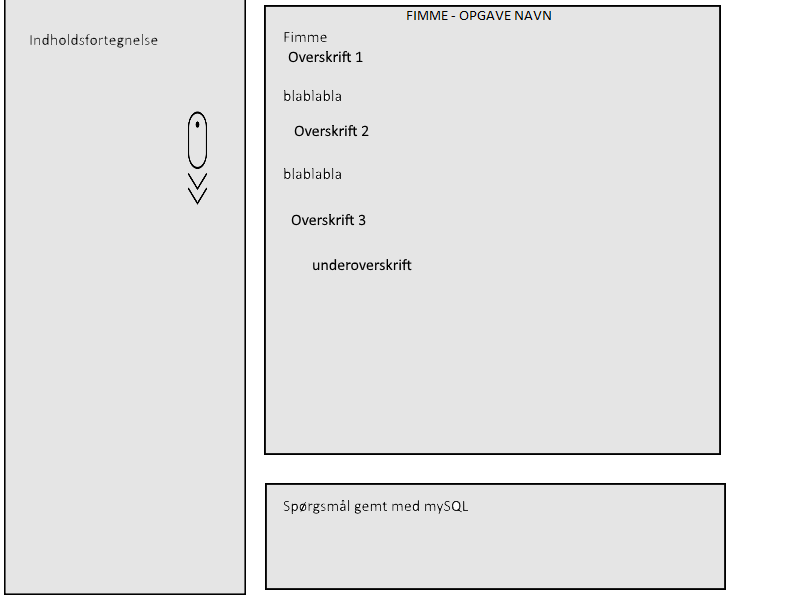 Indholdsfortegnelse
FIMME - OPGAVE NAVN
Fimme
Overskrift 1
blablabla
Overskrift 2
blablabla
Overskrift 3
underoverskrift
Spørgsmål gemt med mySQL